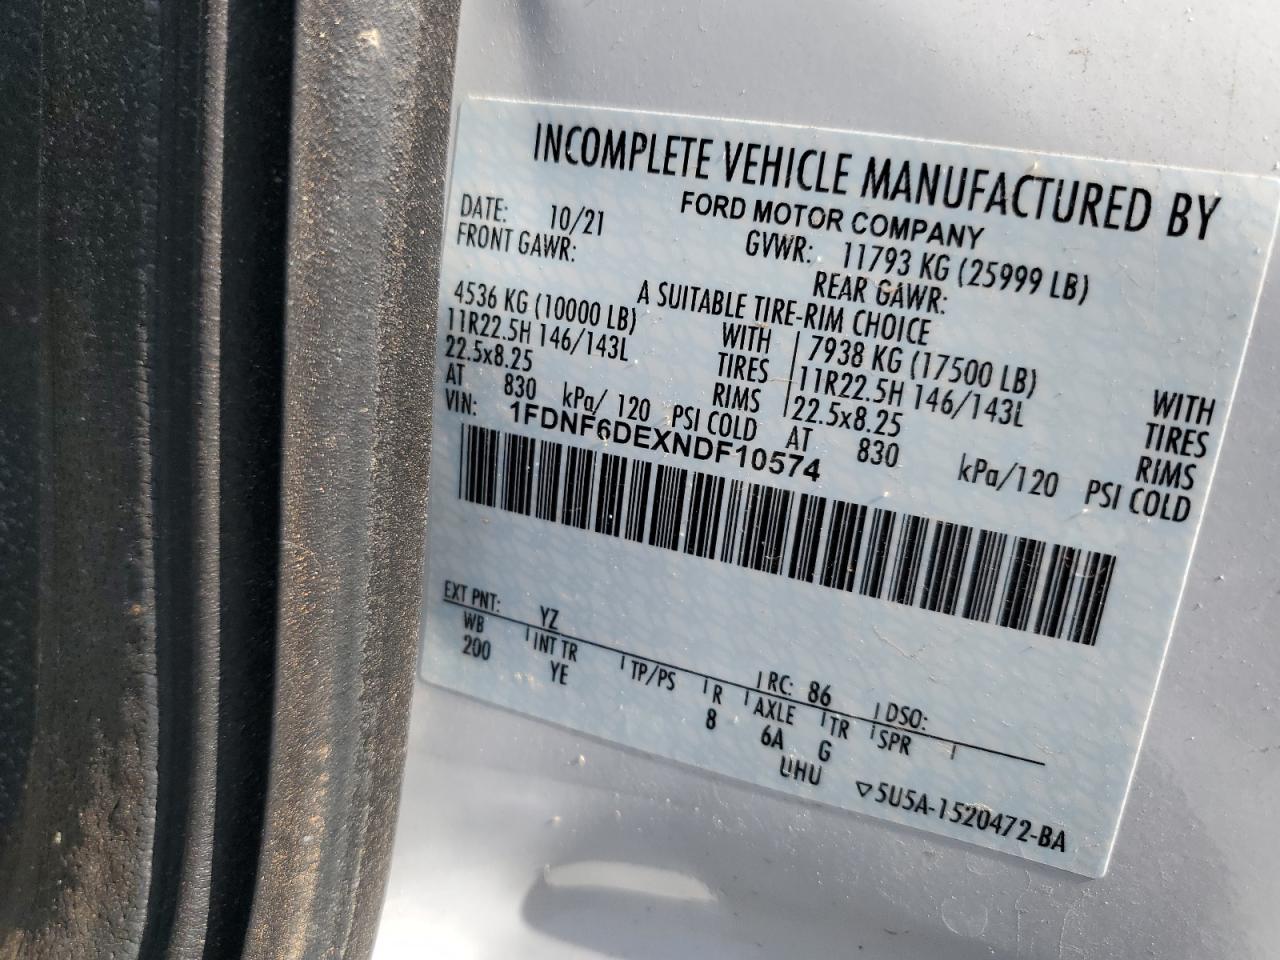 INCOMPLETE VEHICLE MANUFACTURED BY
FORD MOTOR COMPANY
DATE: 10/21 GVWR: 11793 KG (25999 LB)
FRONT GAWR: REAR GAWR:
A SUITABLE TIRE-RIM CHOICE
4536 KG (10000 LB) WITH 7938 KG (17500 LB) WITH
11R22.5H 146/143L TIRES 11R22.5H 146/143L TIRES
22.5x8.25 RIMS 22.5x8.25 RIMS
AT 830 kPa/ 120 PSI COLD AT 830 kPa/120 PSI COLD
VIN: 1FDNF6DEXNDF10574
EXT PNT: YZ RC: 86 DSO:
WB INT TR TP/PS R AXLE TR SPR
200 YE 8 6A G
UHU 5U5A-1520472-BA